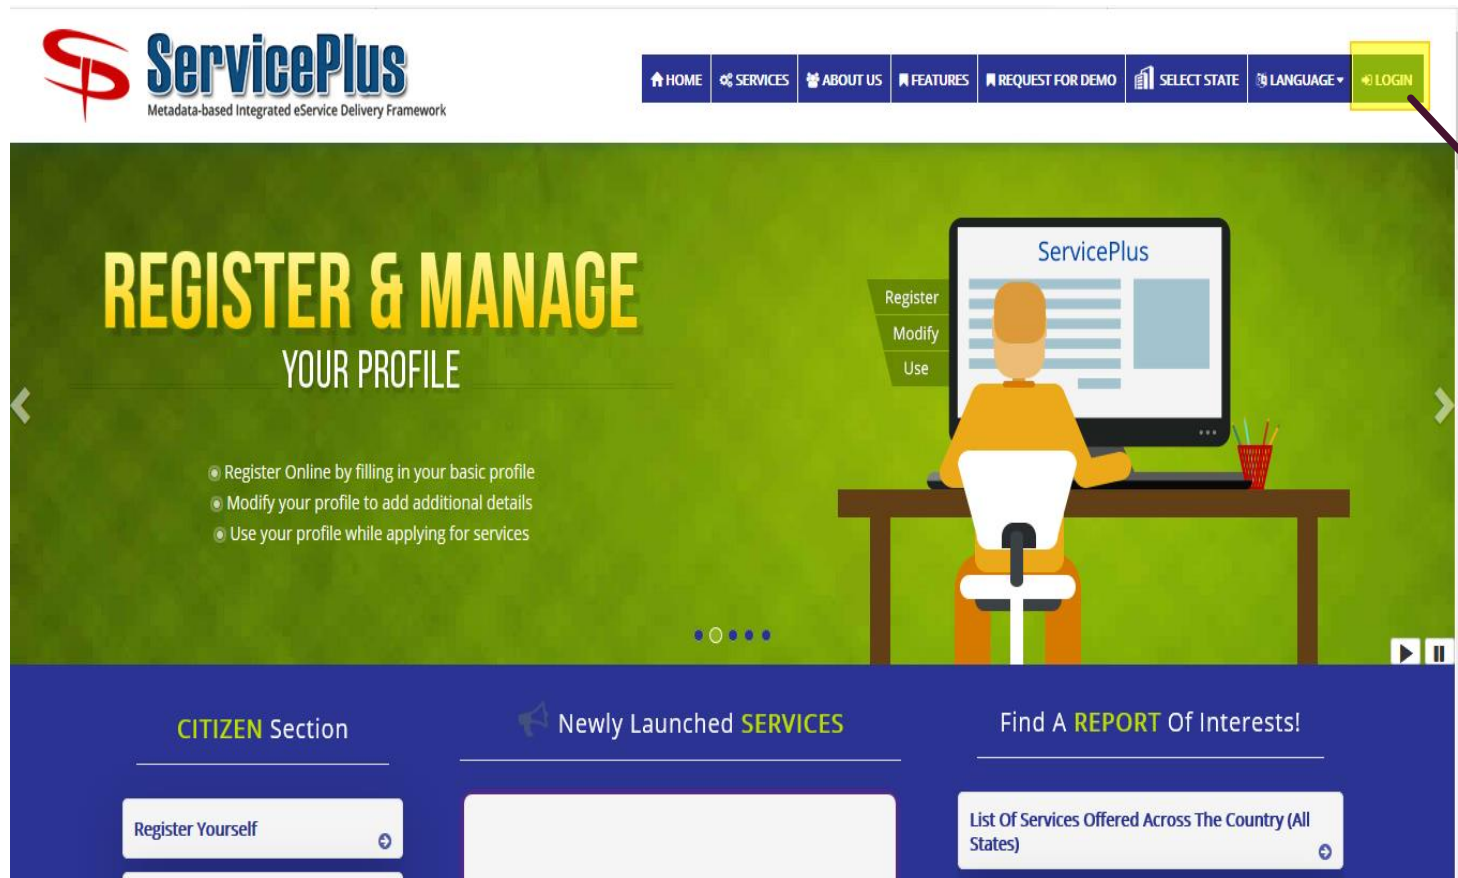 ServicePlus
Metadata-based Integrated eService Delivery Framework
HOME SERVICES ABOUT US FEATURES REQUEST FOR DEMO SELECT STATE LANGUAGE LOGIN
REGISTER & MANAGE
YOUR PROFILE
Register Online by filling in your basic profile
Modify your profile to add additional details
Use your profile while applying for services
ServicePlus
Register
Modify
Use
CITIZEN Section
Register Yourself
Newly Launched SERVICES
Find A REPORT Of Interests!
List Of Services Offered Across The Country (All
States)